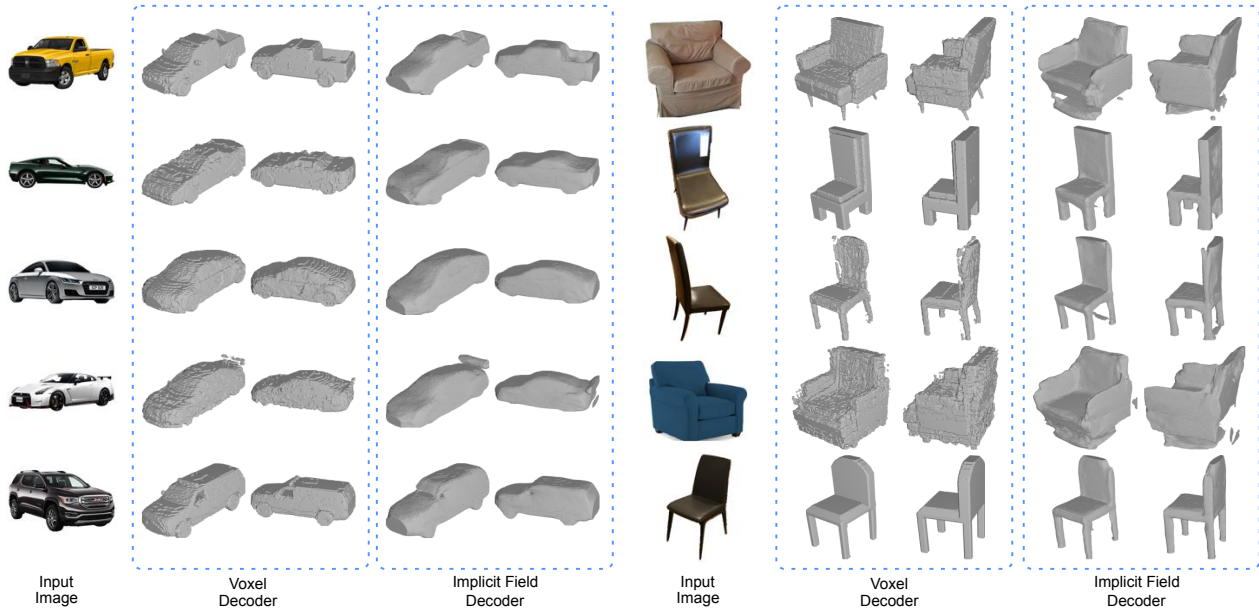 Input
Image
Voxel
Decoder
Implicit Field
Decoder
Input
Image
Voxel
Decoder
Implicit Field
Decoder